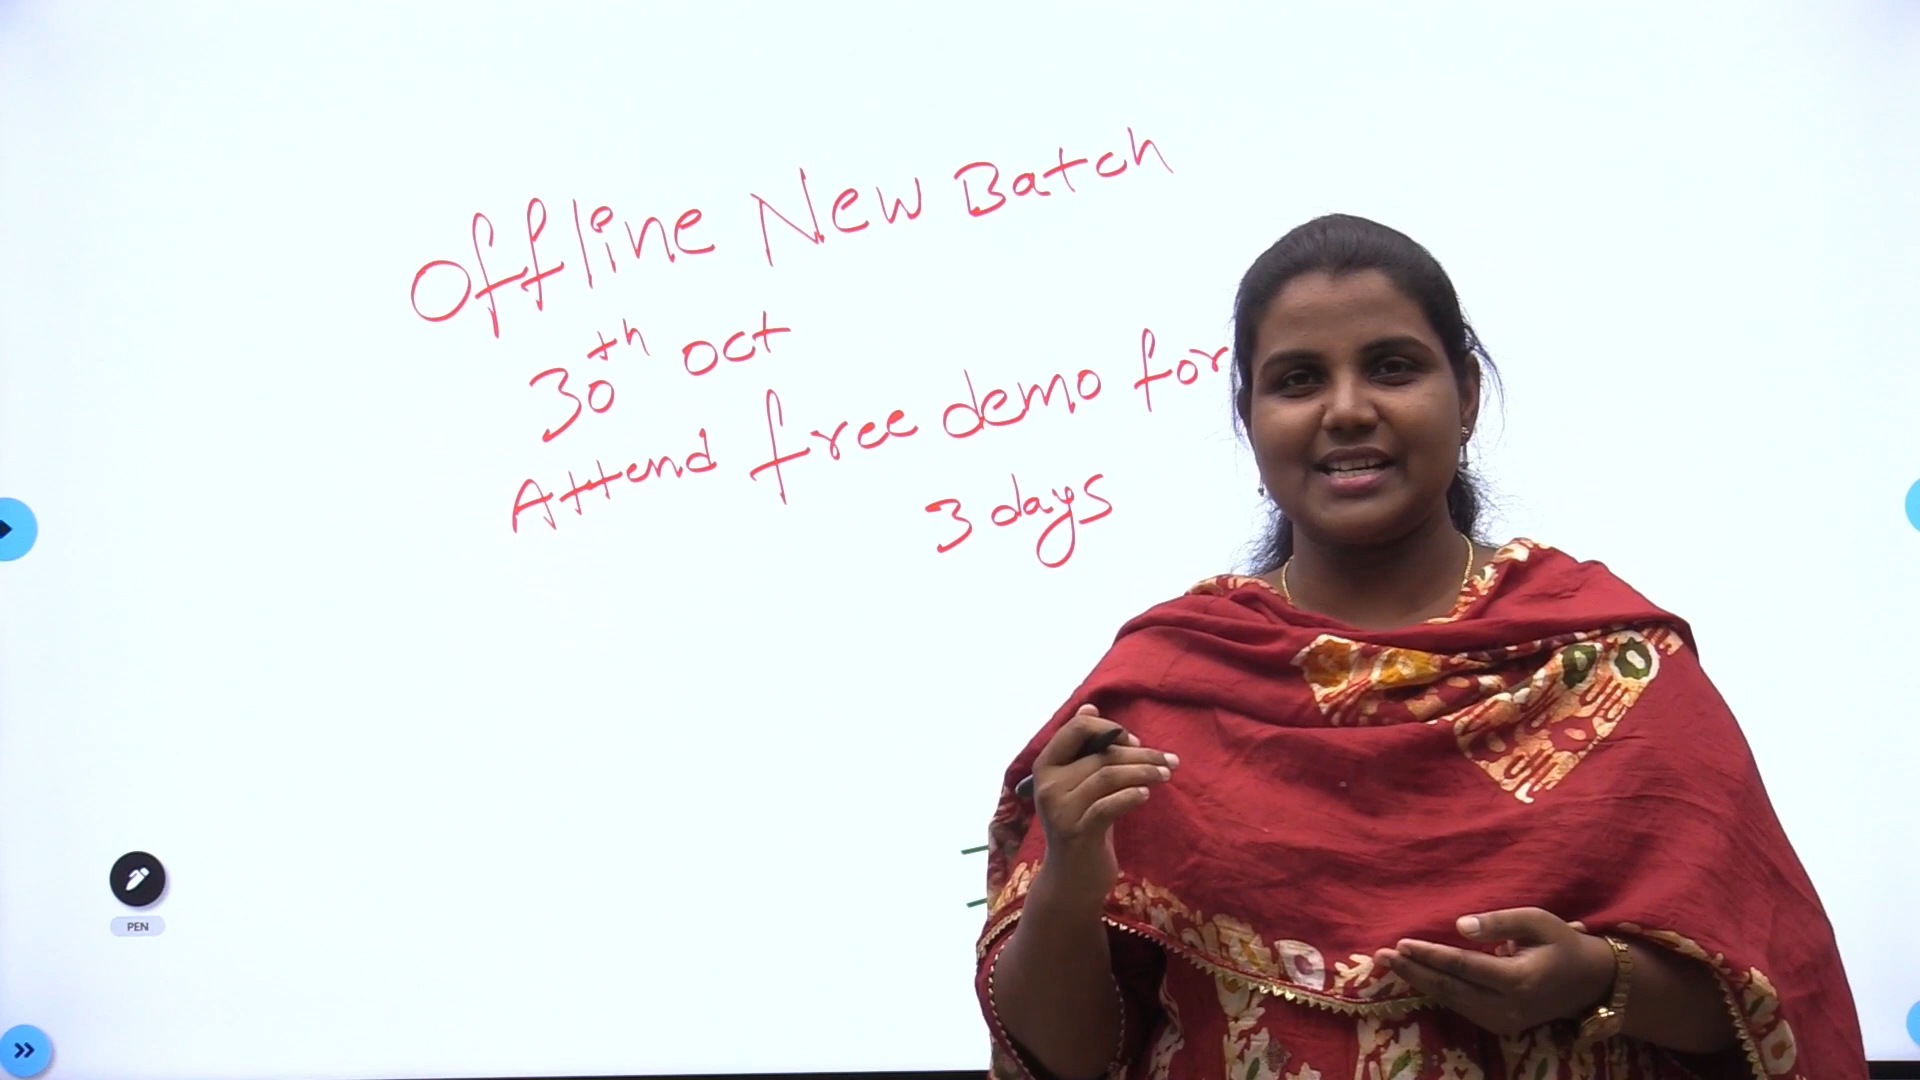 Offline New Batch
30th oct
Attend free demo for
3 days
PEN